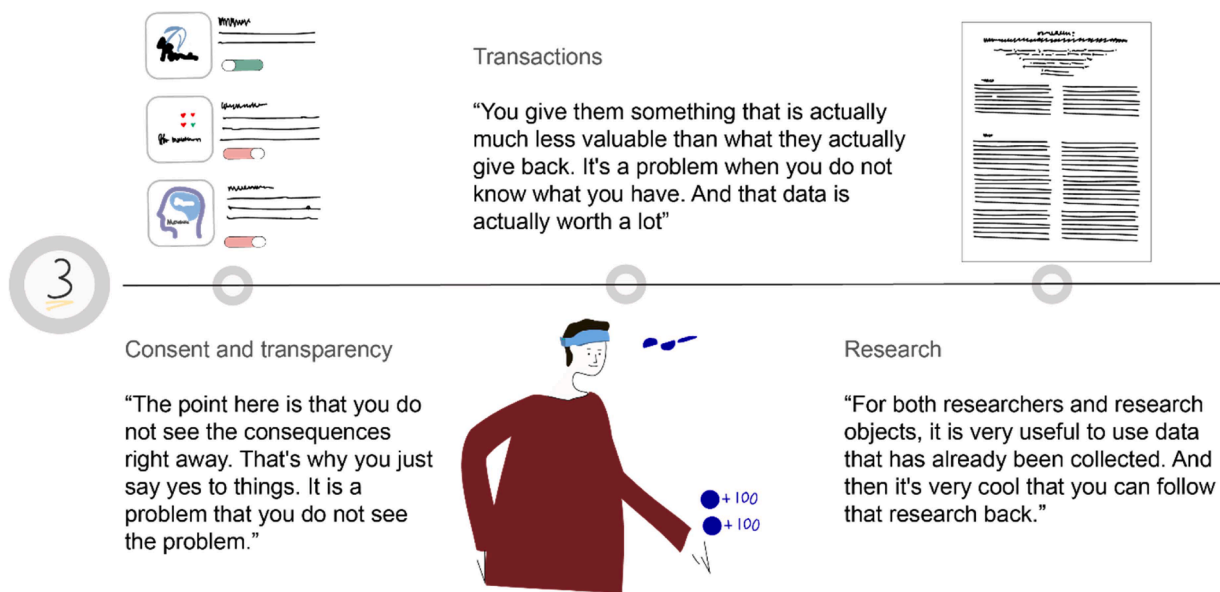 Transactions
“You give them something that is actually
much less valuable than what they actually
give back. It's a problem when you do not
know what you have. And that data is
actually worth a lot”
3
Consent and transparency
“The point here is that you do
not see the consequences
right away. That's why you just
say yes to things. It is a
problem that you do not see
the problem.”
+100
+100
Research
“For both researchers and research
objects, it is very useful to use data
that has already been collected. And
then it's very cool that you can follow
that research back.”